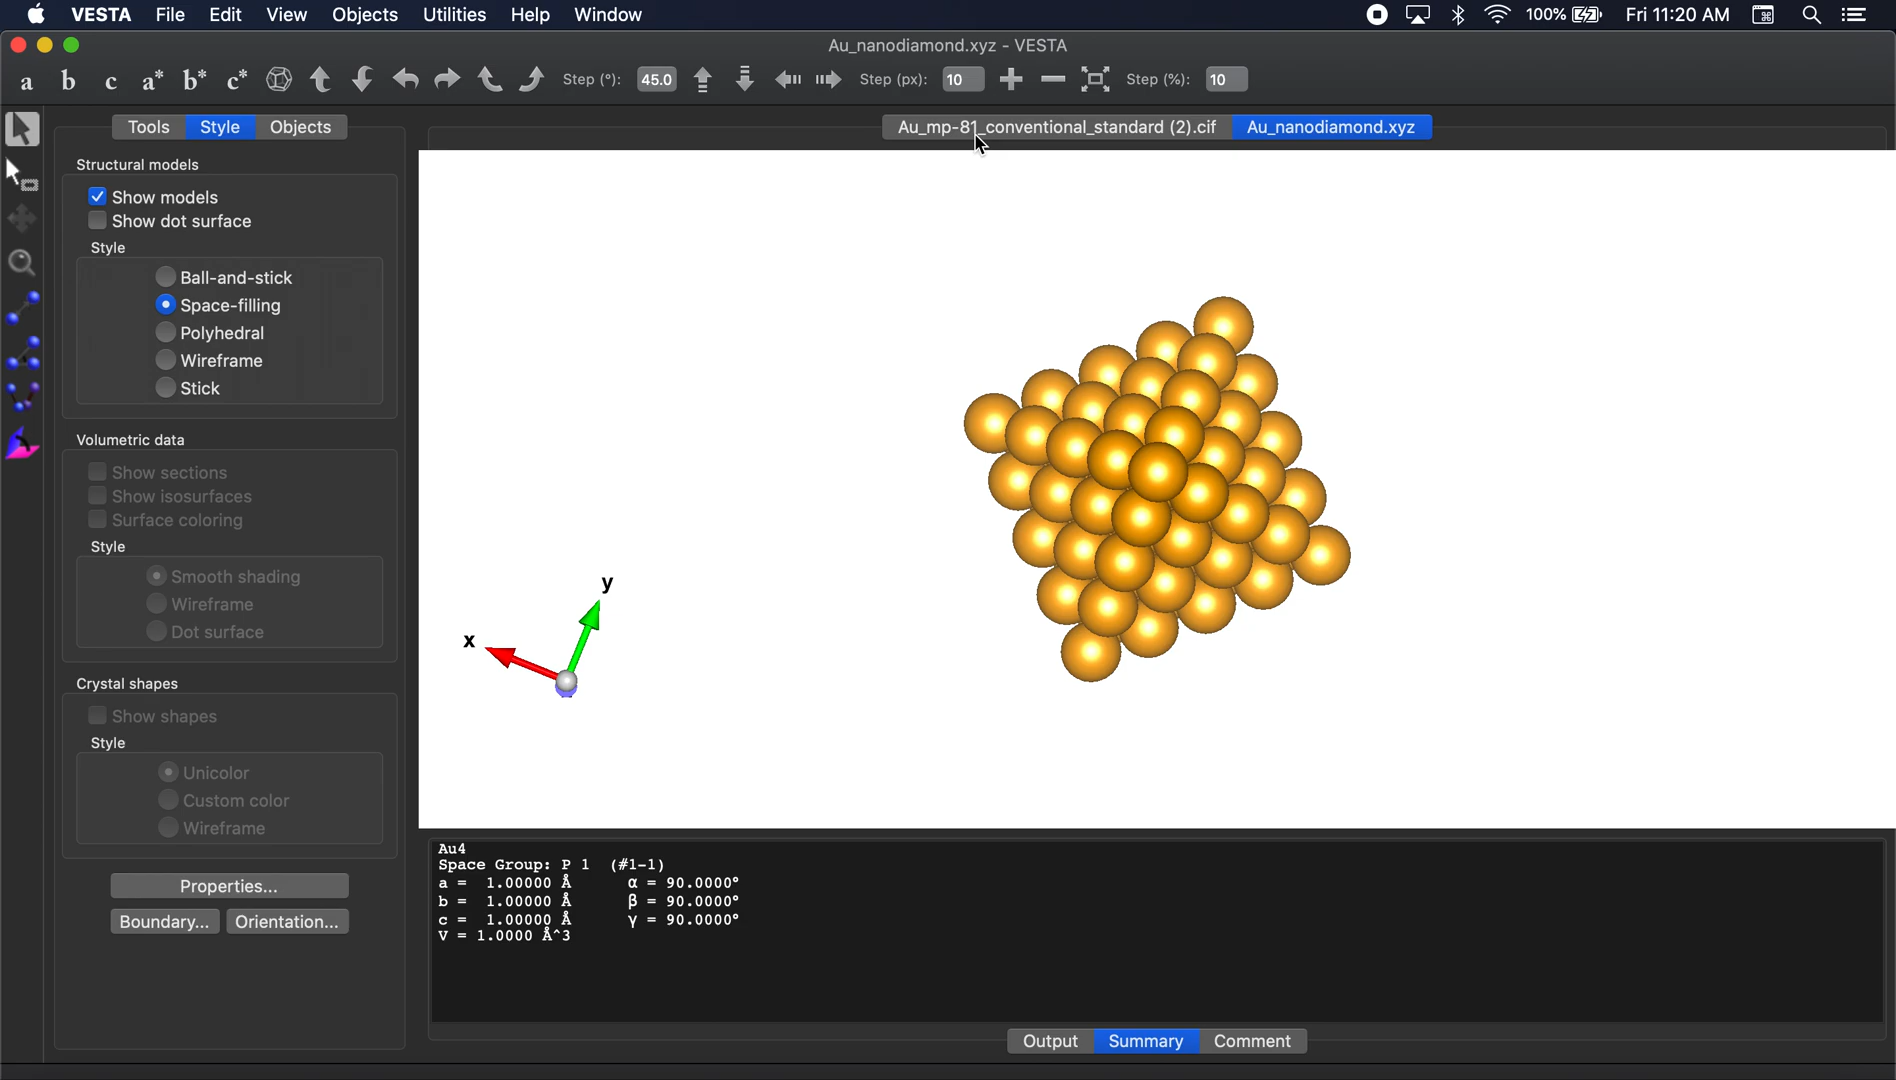 VESTA File Edit View Objects Utilities Help Window 100% Fri 11:20 AM
Au_nanodiamond.xyz - VESTA
a b c a* b* c* Step (°): 45.0 Step (px): 10 Step (%): 10
Tools Style Objects
Au_mp-81_conventional_standard (2).cif Au_nanodiamond.xyz
Structural models
Show models
Show dot surface
Style
Ball-and-stick
Space-filling
Polyhedral
Wireframe
Stick
Volumetric data
Show sections
Show isosurfaces
Surface coloring
Style
Smooth shading
Wireframe
Dot surface
Crystal shapes
Show shapes
Style
Unicolor
Custom color
Wireframe
Properties...
Boundary... Orientation...
y
x
Au4
Space Group: P 1 (#1-1)
a = 1.00000 Å α = 90.0000°
b = 1.00000 Å β = 90.0000°
c = 1.00000 Å γ = 90.0000°
V = 1.0000 Å^3
Output Summary Comment